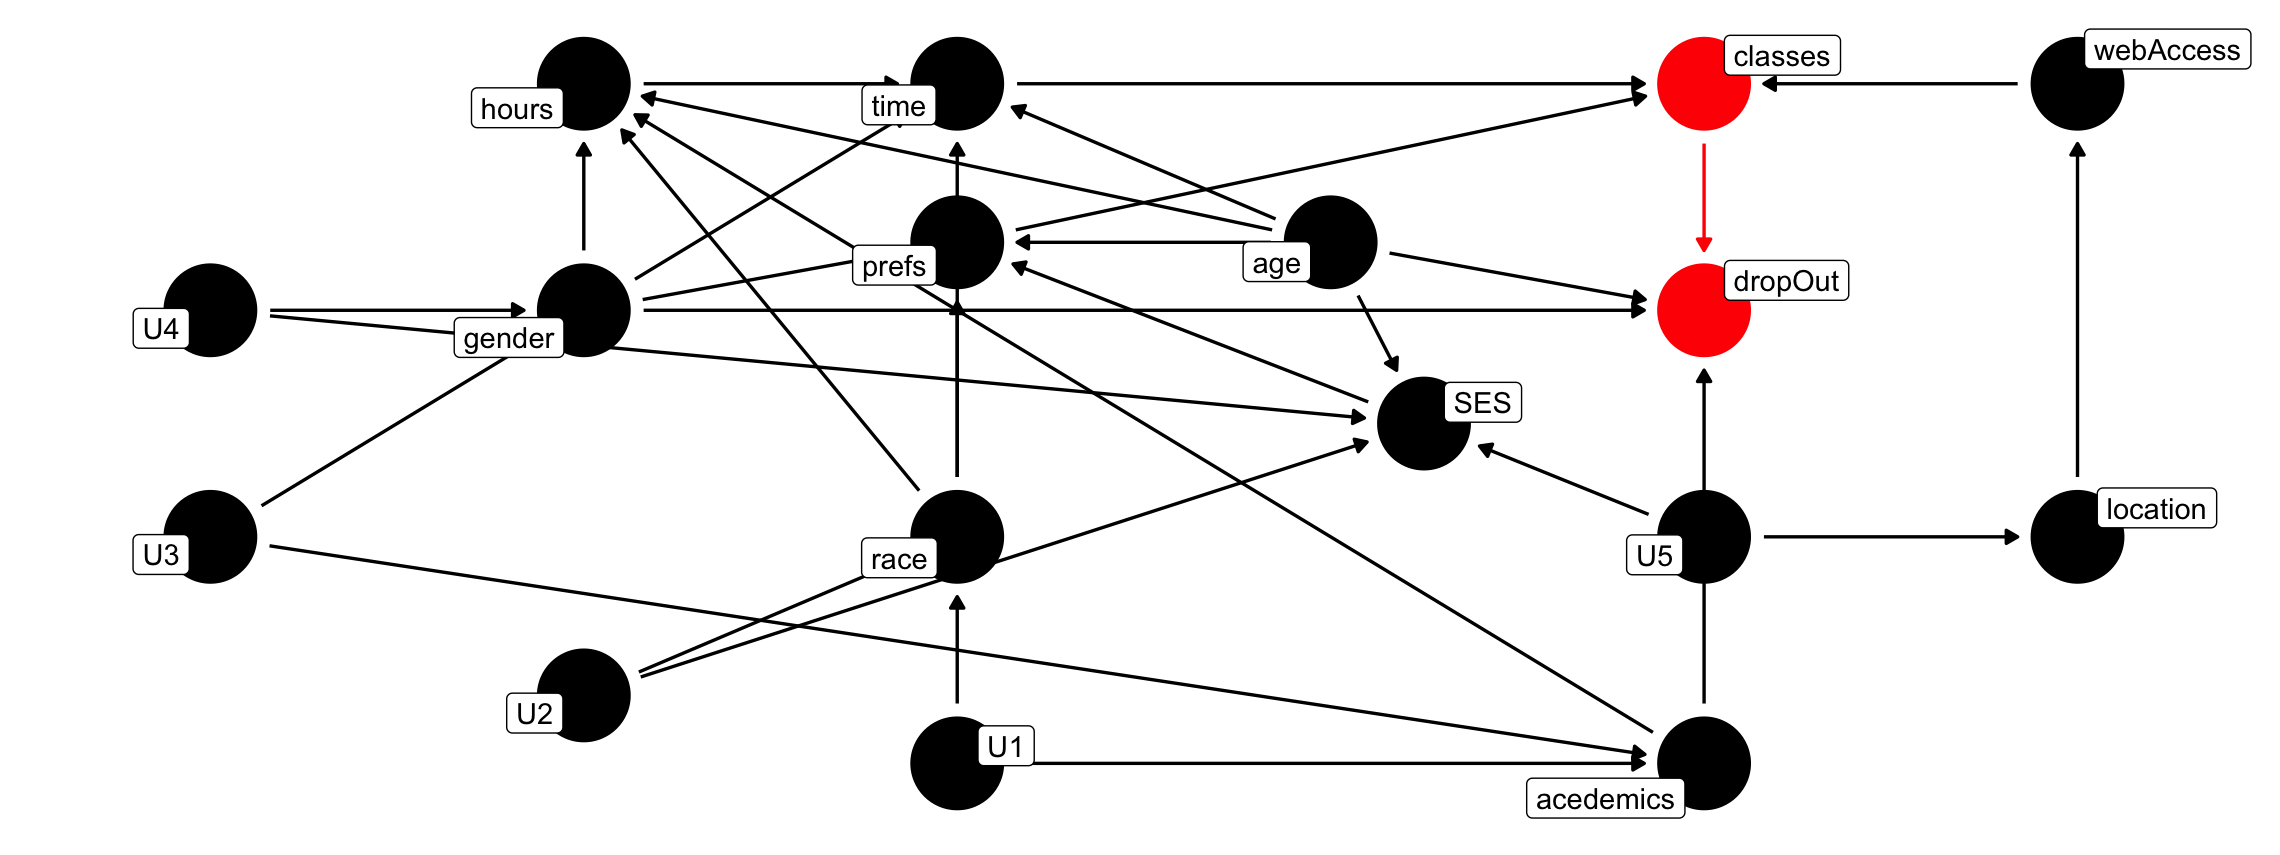 webAccess
classes
time
hours
age
prefs
dropOut
U4
gender
SES
location
U3
race
U5
U2
U1
acedemics